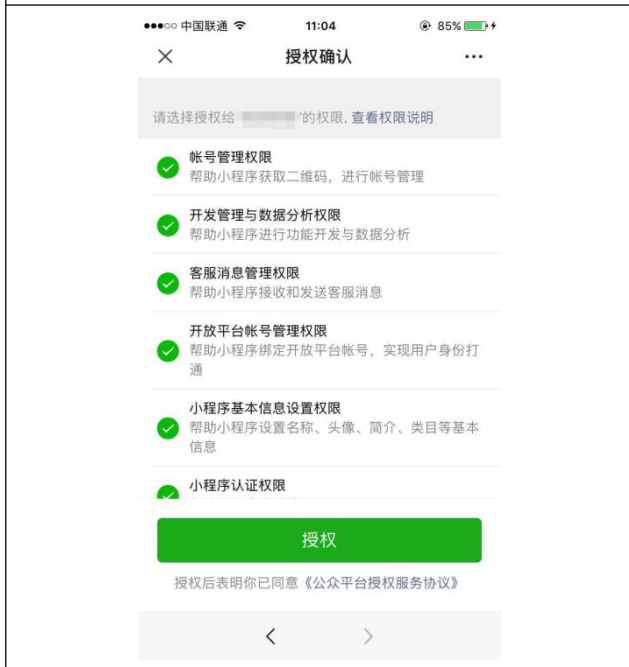 中国联通 11:04 85%
授权确认
请选择授权给 '的权限, 查看权限说明
帐号管理权限
帮助小程序获取二维码，进行帐号管理
开发管理与数据分析权限
帮助小程序进行功能开发与数据分析
客服消息管理权限
帮助小程序接收和发送客服消息
开放平台帐号管理权限
帮助小程序绑定开放平台帐号，实现用户身份打
通
小程序基本信息设置权限
帮助小程序设置名称、头像、简介、类目等基本
信息
小程序认证权限
授权
授权后表明你已同意《公众平台授权服务协议》